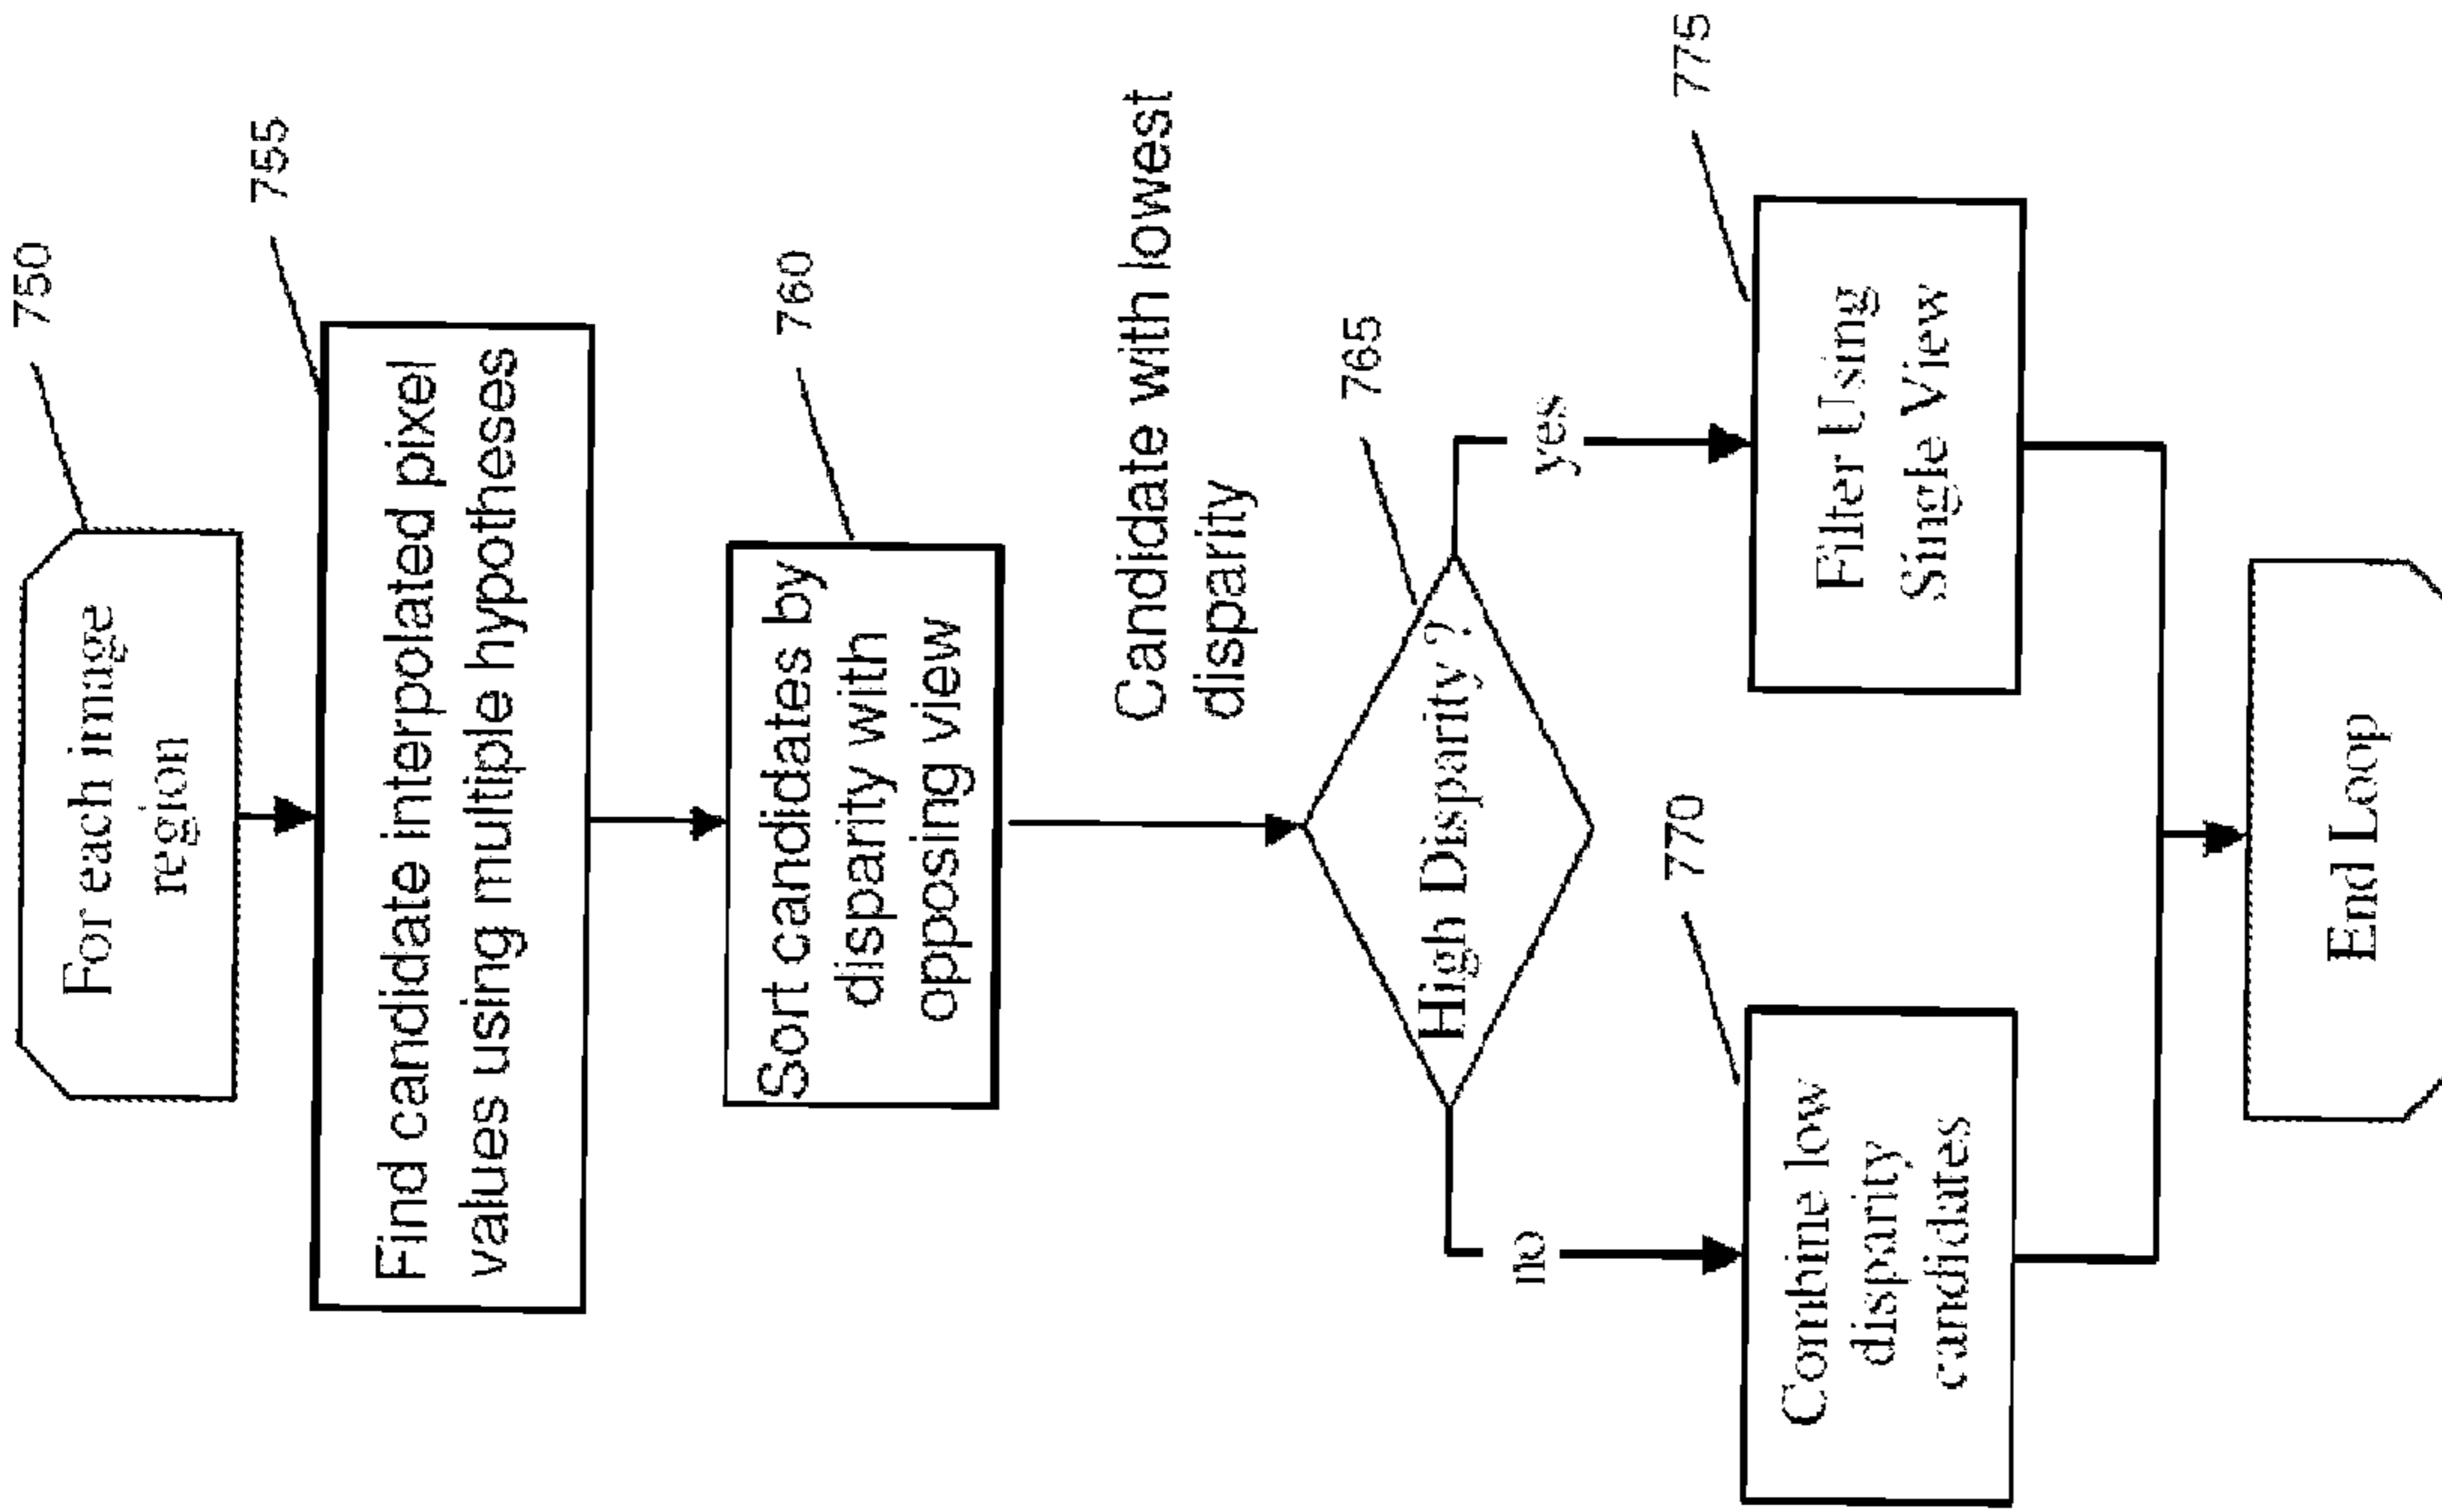 750
For each image
region
755
Find candidate interpolated pixel
values using multiple hypotheses
760
Sort candidates by
disparity with
opposing view
Candidate with lowest
disparity
765
High Disparity ?
no
yes
770
Combine low
disparity
candidates
775
Filter Using
Single View
End Loop